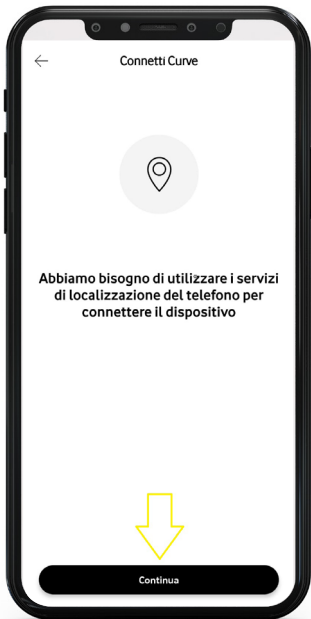 Connetti Curve
Abbiamo bisogno di utilizzare i servizi
di localizzazione del telefono per
connettere il dispositivo
Continua